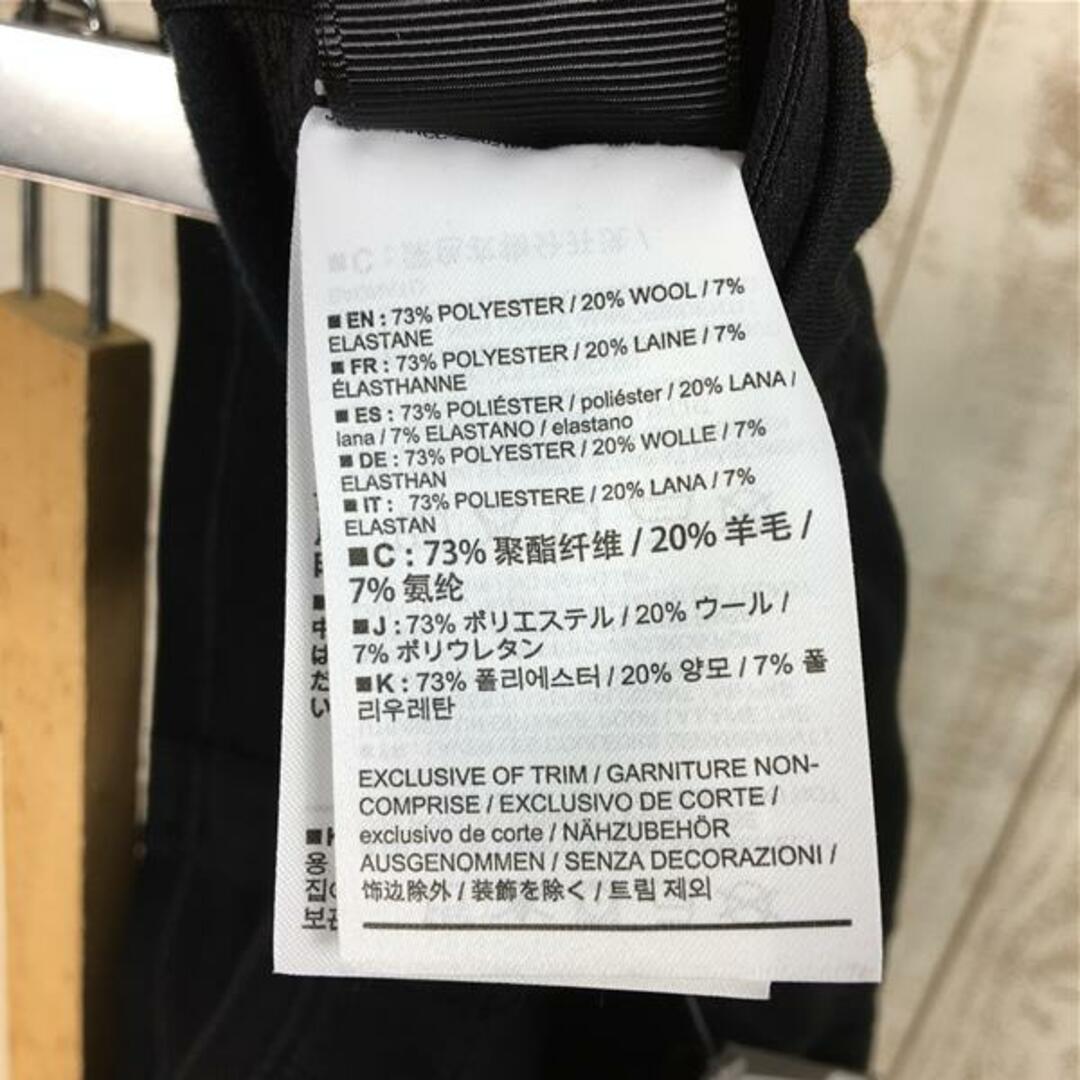 ■ EN : 73% POLYESTER / 20% WOOL / 7%
ELASTANE
■ FR : 73% POLYESTER / 20% LAINE / 7%
ÉLASTHANNE
■ ES : 73% POLIÉSTER / poliéster / 20% LANA /
lana / 7% ELASTANO / elastano
■ DE : 73% POLYESTER / 20% WOLLE / 7%
ELASTHAN
■ IT : 73% POLIESTERE / 20% LANA / 7%
ELASTAN
■ C : 73% 聚酯纤维 / 20% 羊毛 /
7% 氨纶
■ J : 73% ポリエステル / 20% ウール /
7% ポリウレタン
■ K : 73% 폴리에스터 / 20% 양모 / 7% 폴
리우레탄
EXCLUSIVE OF TRIM / GARNITURE NON-
COMPRISE / EXCLUSIVO DE CORTE /
exclusivo de corte / NÄHZUBEHÖR
AUSGENOMMEN / SENZA DECORAZIONI /
饰边除外 / 装飾を除く / 트림 제외